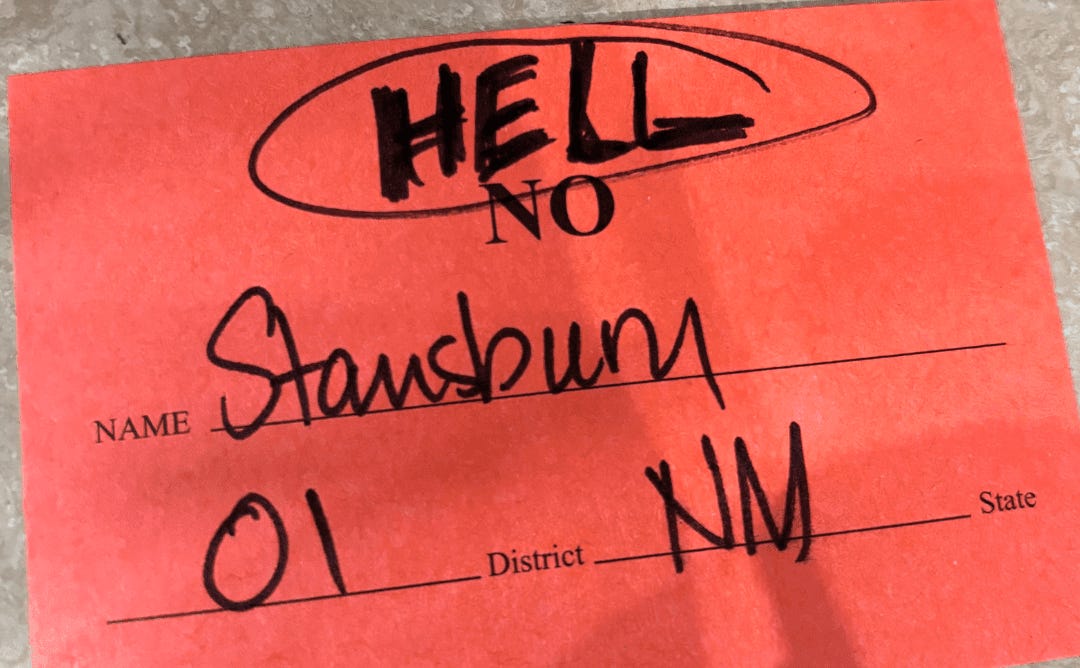 HELL
NO
NAME Stansbury
01 District NM State